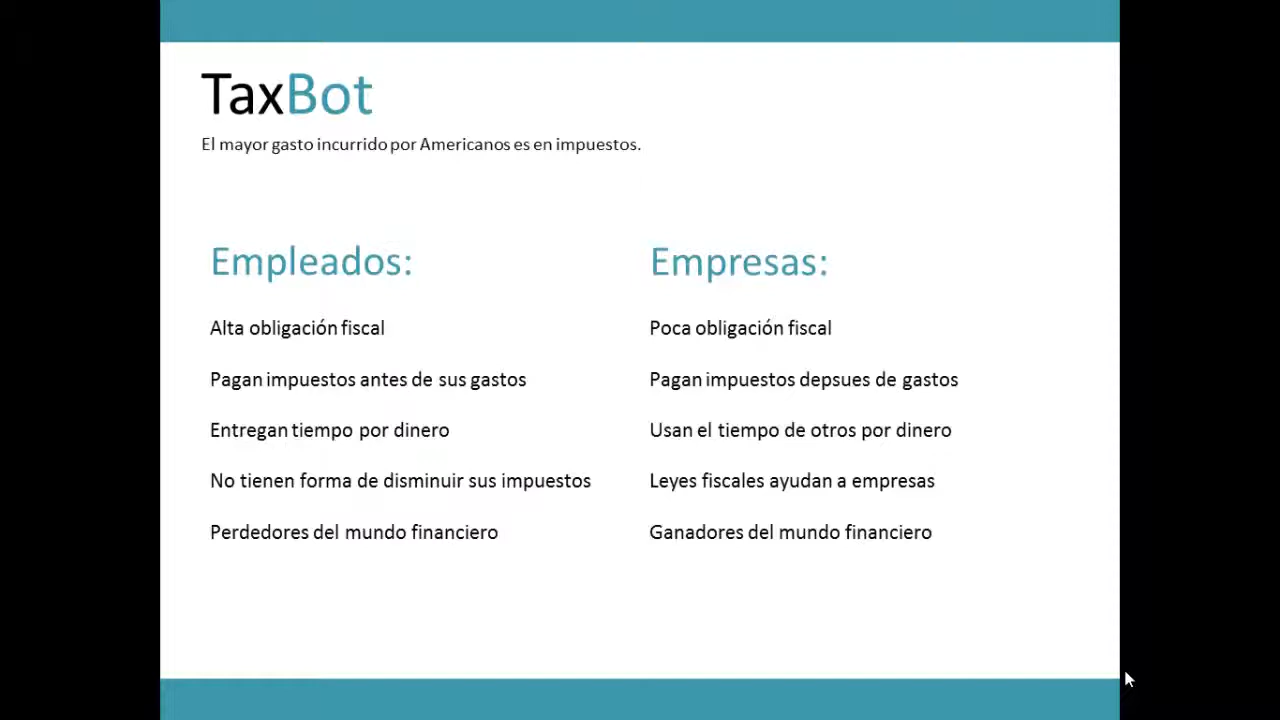 TaxBot
El mayor gasto incurrido por Americanos es en impuestos.
Empleados:
Alta obligación fiscal
Pagan impuestos antes de sus gastos
Entregan tiempo por dinero
No tienen forma de disminuir sus impuestos
Perdedores del mundo financiero
Empresas:
Poca obligación fiscal
Pagan impuestos depsues de gastos
Usan el tiempo de otros por dinero
Leyes fiscales ayudan a empresas
Ganadores del mundo financiero